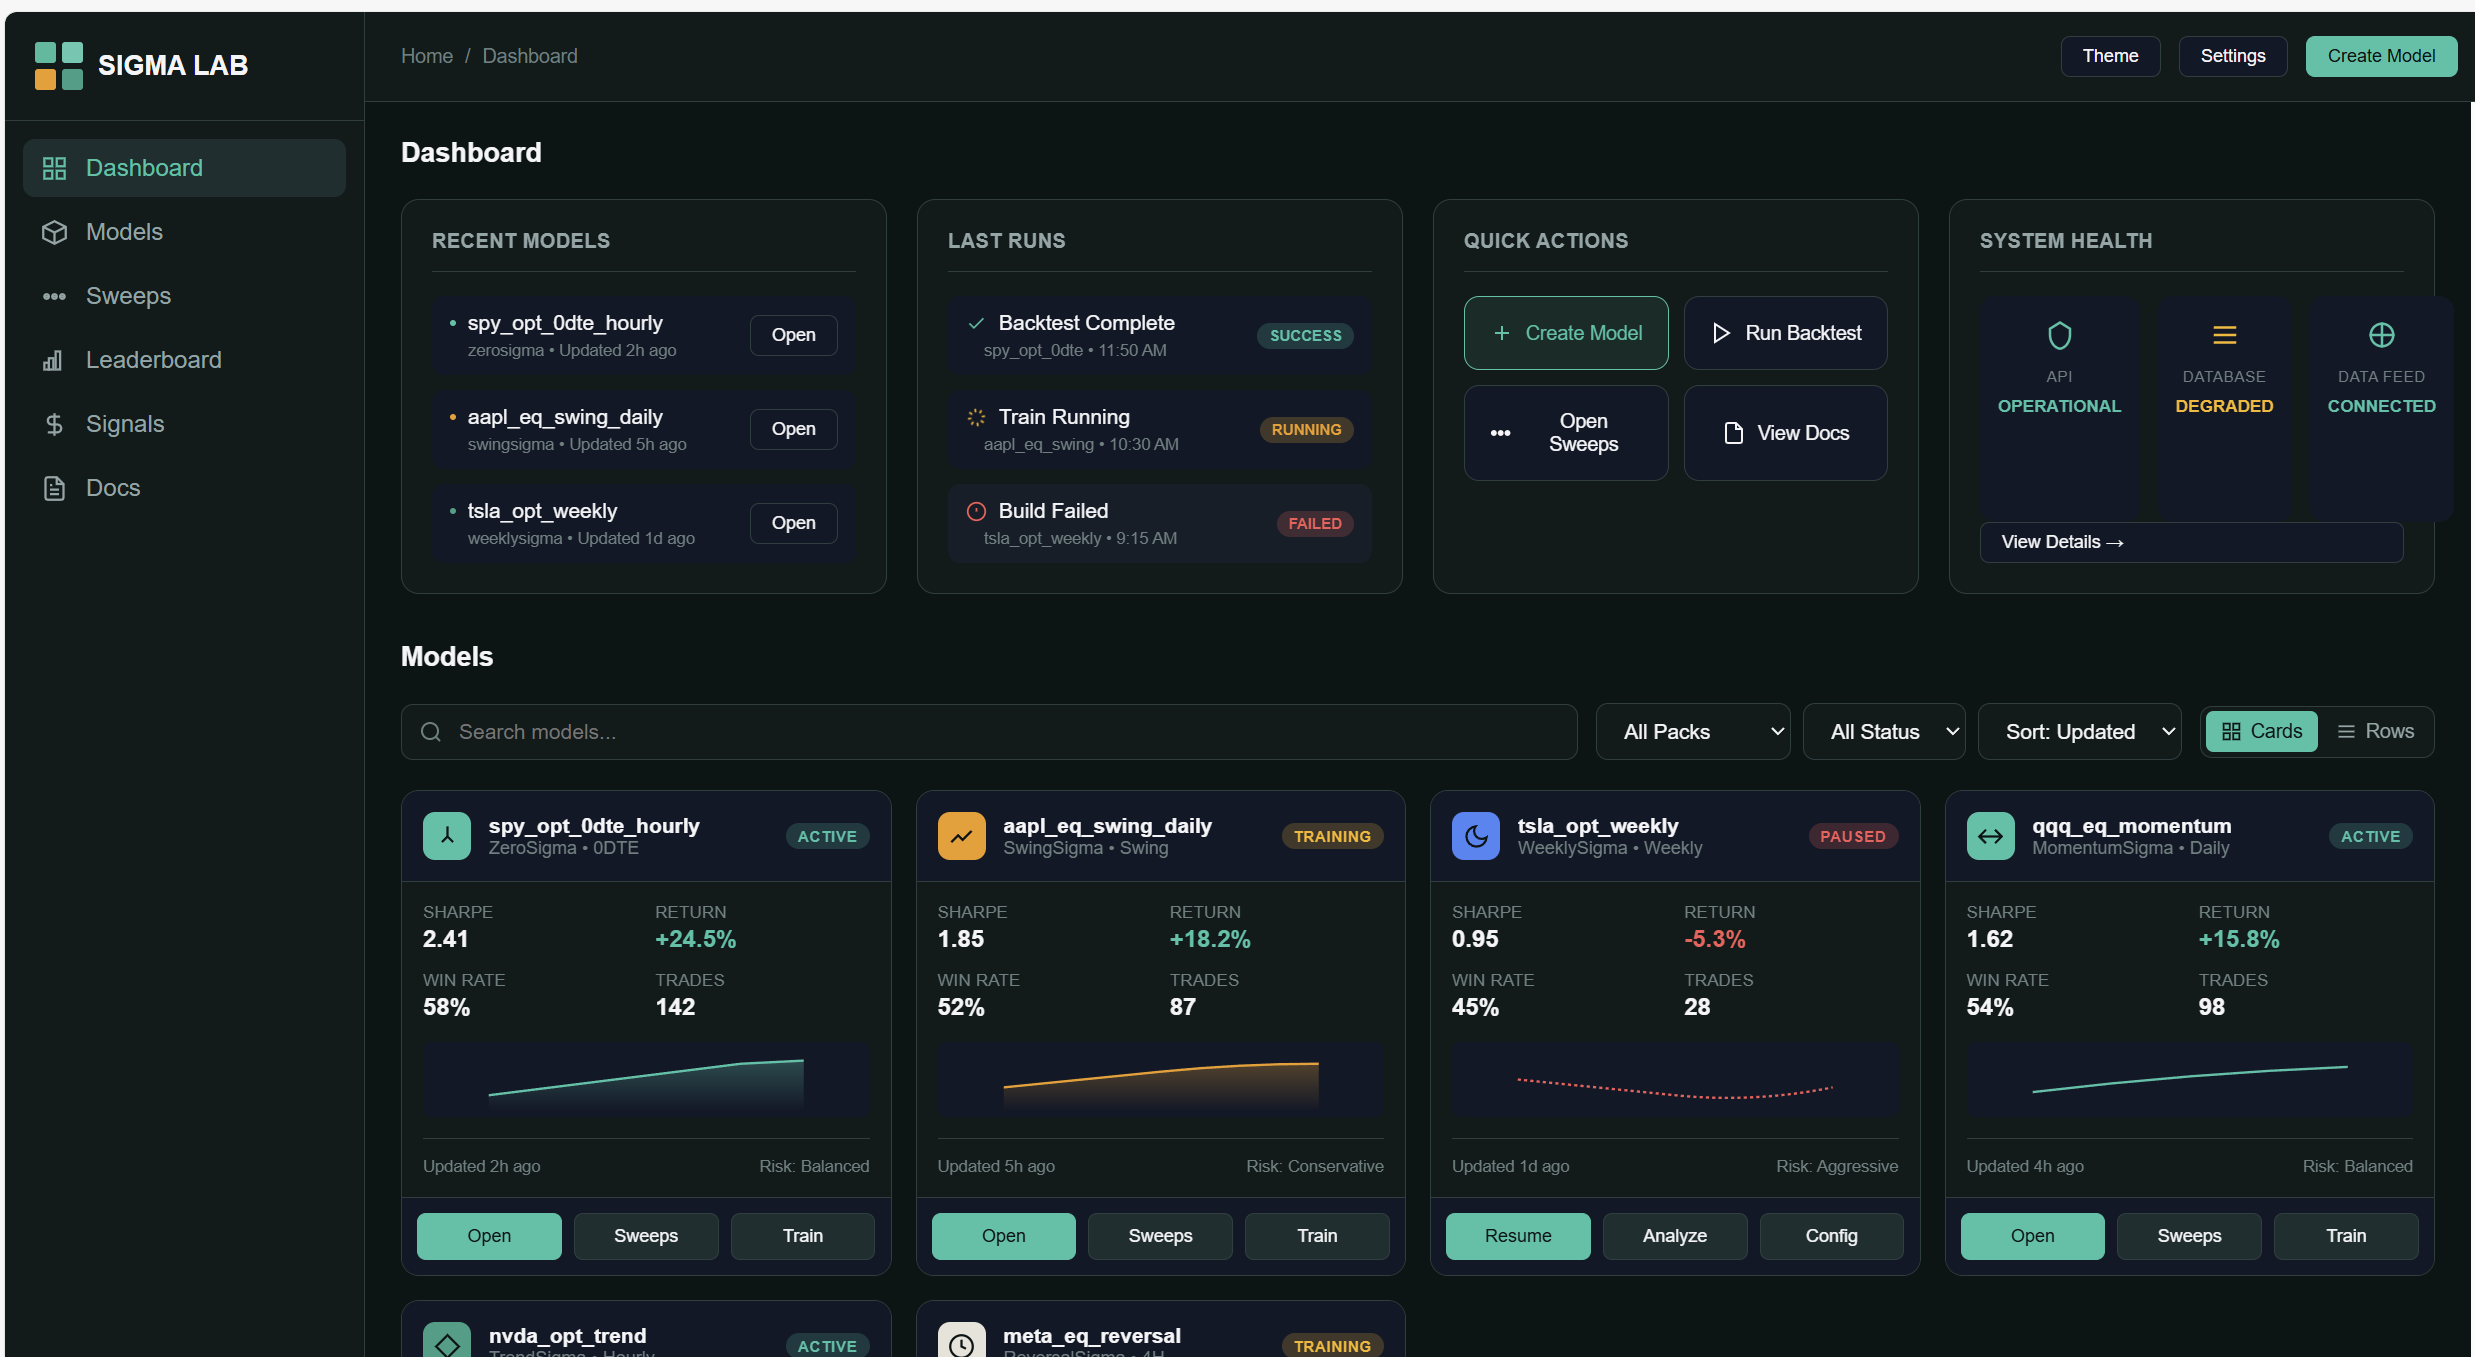 SIGMA LAB
Home / Dashboard
Theme
Settings
Create Model
Dashboard
Models
Sweeps
Leaderboard
Signals
Docs
Dashboard
RECENT MODELS
spy_opt_0dte_hourly
zerosigma • Updated 2h ago
Open
aapl_eq_swing_daily
swingsigma • Updated 5h ago
Open
tsla_opt_weekly
weeklysigma • Updated 1d ago
Open
LAST RUNS
Backtest Complete
spy_opt_0dte • 11:50 AM
SUCCESS
Train Running
aapl_eq_swing • 10:30 AM
RUNNING
Build Failed
tsla_opt_weekly • 9:15 AM
FAILED
QUICK ACTIONS
Create Model
Run Backtest
Open
Sweeps
View Docs
SYSTEM HEALTH
API
OPERATIONAL
DATABASE
DEGRADED
DATA FEED
CONNECTED
View Details →
Models
Search models...
All Packs
All Status
Sort: Updated
Cards
Rows
spy_opt_0dte_hourly
ZeroSigma • 0DTE
ACTIVE
SHARPE
2.41
RETURN
+24.5%
WIN RATE
58%
TRADES
142
Updated 2h ago
Risk: Balanced
Open
Sweeps
Train
aapl_eq_swing_daily
SwingSigma • Swing
TRAINING
SHARPE
1.85
RETURN
+18.2%
WIN RATE
52%
TRADES
87
Updated 5h ago
Risk: Conservative
Open
Sweeps
Train
tsla_opt_weekly
WeeklySigma • Weekly
PAUSED
SHARPE
0.95
RETURN
-5.3%
WIN RATE
45%
TRADES
28
Updated 1d ago
Risk: Aggressive
Resume
Analyze
Config
qqq_eq_momentum
MomentumSigma • Daily
ACTIVE
SHARPE
1.62
RETURN
+15.8%
WIN RATE
54%
TRADES
98
Updated 4h ago
Risk: Balanced
Open
Sweeps
Train
nvda_opt_trend
TrendSigma • Hourly
ACTIVE
meta_eq_reversal
ReversalSigma • 4H
TRAINING